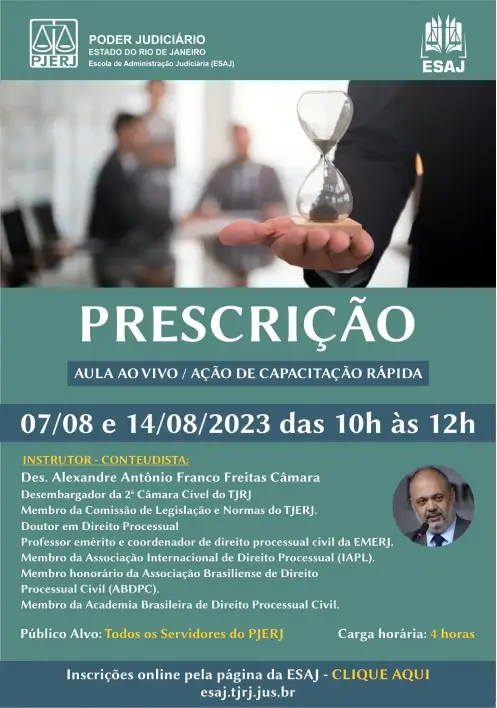 PJERJ
PODER JUDICIÁRIO
ESTADO DO RIO DE JANEIRO
Escola de Administração Judiciária (ESAJ)
ESAJ
PRESCRIÇÃO
AULA AO VIVO / AÇÃO DE CAPACITAÇÃO RÁPIDA
07/08 e 14/08/2023 das 10h às 12h
INSTRUTOR - CONTEUDISTA:
Des. Alexandre Antônio Franco Freitas Câmara
Desembargador da 2ª Câmara Cível do TJRJ
Membro da Comissão de Legislação e Normas do TJERJ.
Doutor em Direito Processual
Professor emérito e coordenador de direito processual civil da EMERJ.
Membro da Associação Internacional de Direito Processual (IAPL).
Membro honorário da Associação Brasiliense de Direito
Processual Civil (ABDPC).
Membro da Academia Brasileira de Direito Processual Civil.
Público Alvo: Todos os Servidores do PJERJ
Carga horária: 4 horas
Inscrições online pela página da ESAJ - CLIQUE AQUI
esaj.tjrj.jus.br